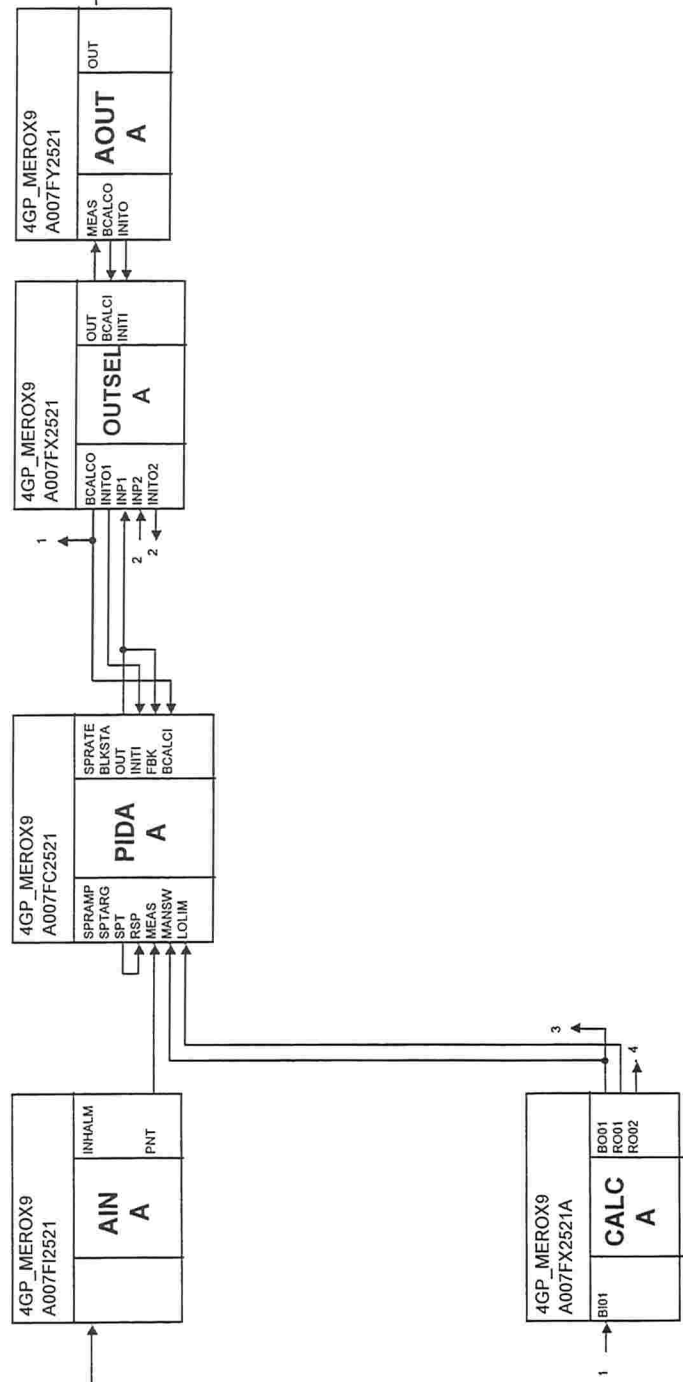 4GP_MEROX9
A007FI2521
INHALM
AIN
A
PNT
4GP_MEROX9
A007FC2521
SPRAMP
SPTARG
SPT
RSP
MEAS
MANSW
LOLIM
PIDA
A
SPRATE
BLKSTA
OUT
INITI
FBK
BCALCI
1
2
2
4GP_MEROX9
A007FX2521
BCALCO
INITO1
INP1
INP2
INITO2
OUTSEL
A
OUT
BCALCI
INITI
4GP_MEROX9
A007FY2521
MEAS
BCALCO
INITO
AOUT
A
OUT
1
4GP_MEROX9
A007FX2521A
BI01
CALC
A
BO01
RO01
RO02
3
4